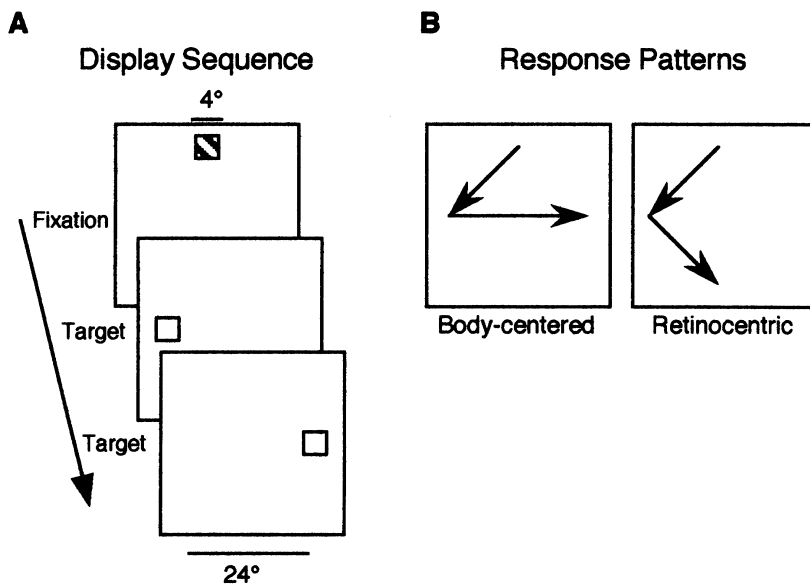 A
Display Sequence
4°
Fixation
Target
Target
24°
B
Response Patterns
Body-centered
Retinocentric